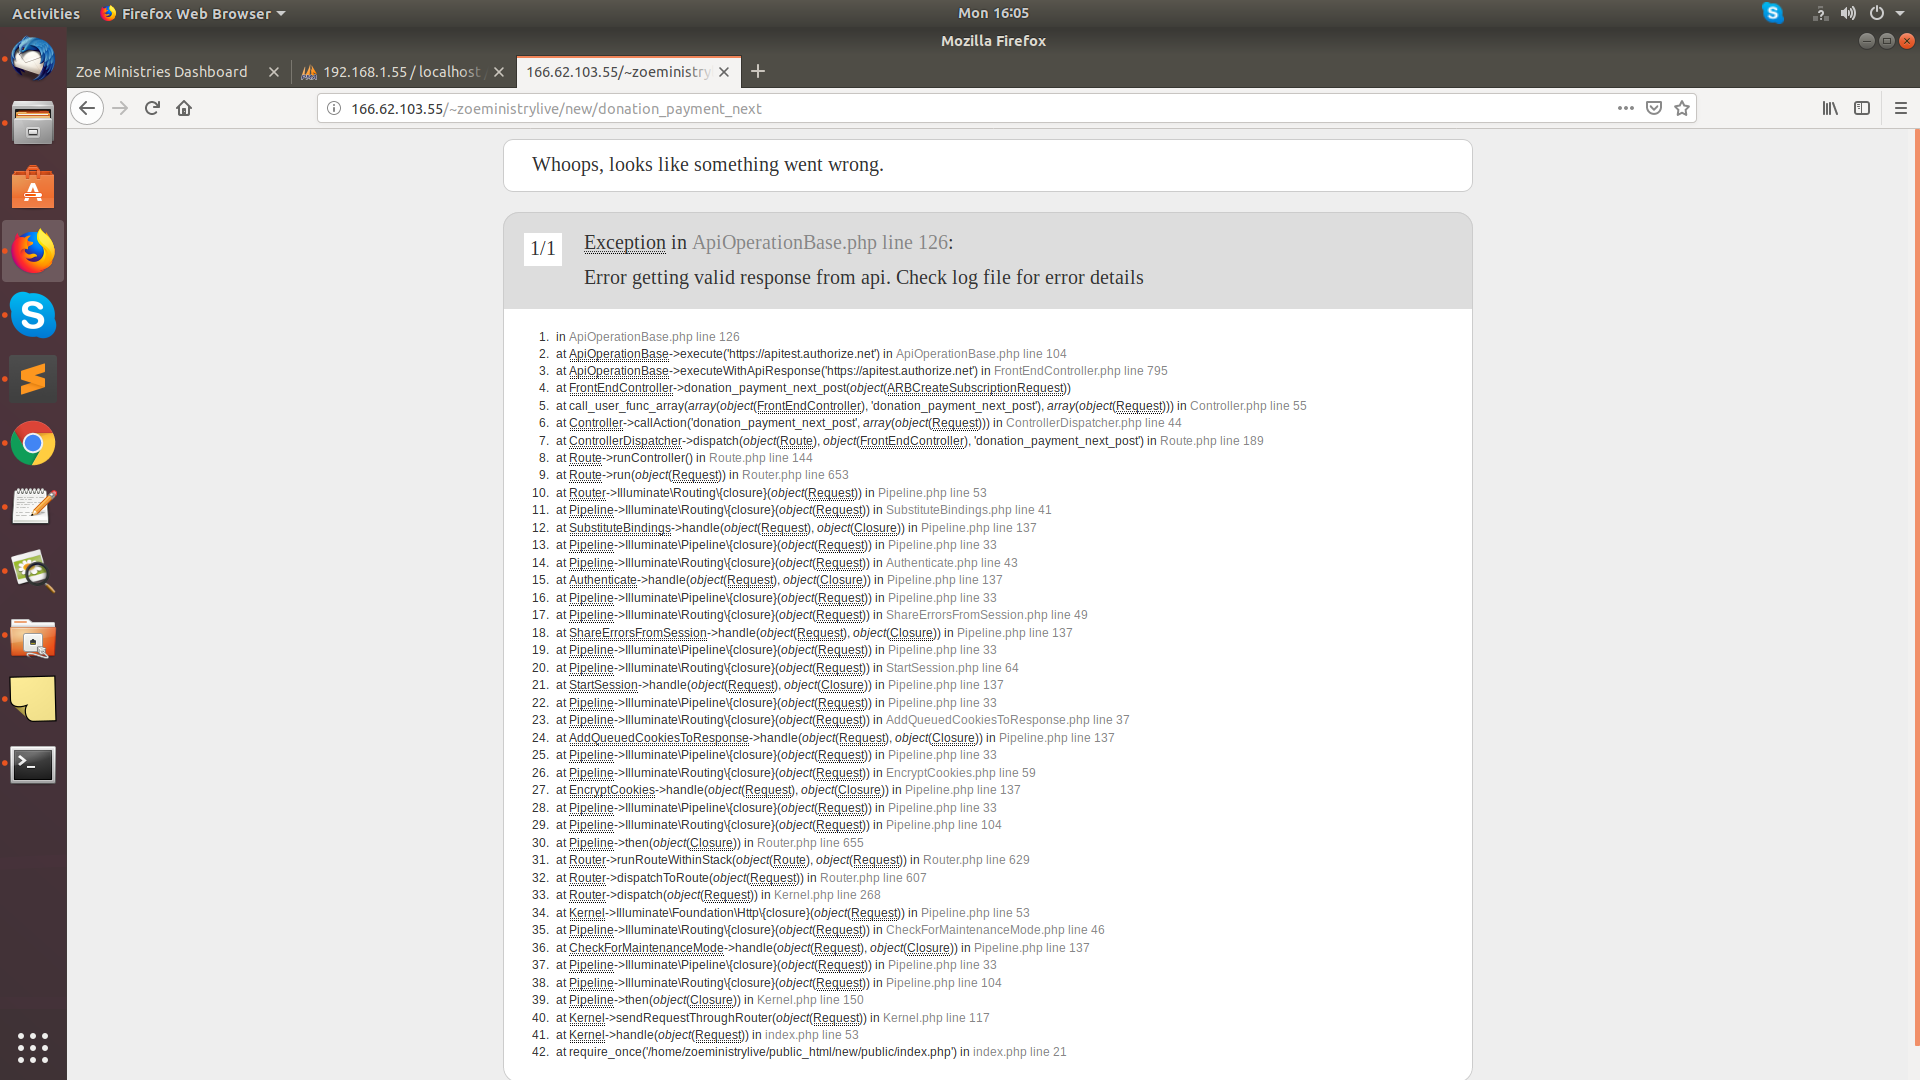 Activities Firefox Web Browser Mon 16:05
Mozilla Firefox
Zoe Ministries Dashboard 192.168.1.55 / localhost / 166.62.103.55/~zoeministry
166.62.103.55/~zoeministrylive/new/donation_payment_next
Whoops, looks like something went wrong.
1/1 Exception in ApiOperationBase.php line 126:
Error getting valid response from api. Check log file for error details
1. in ApiOperationBase.php line 126
2. at ApiOperationBase->execute('https://apitest.authorize.net') in ApiOperationBase.php line 104
3. at ApiOperationBase->executeWithApiResponse('https://apitest.authorize.net') in FrontEndController.php line 795
4. at FrontEndController->donation_payment_next_post(object(ARBCreateSubscriptionRequest))
5. at call_user_func_array(array(object(FrontEndController), 'donation_payment_next_post'), array(object(Request))) in Controller.php line 55
6. at Controller->callAction('donation_payment_next_post', array(object(Request))) in ControllerDispatcher.php line 44
7. at ControllerDispatcher->dispatch(object(Route), object(FrontEndController), 'donation_payment_next_post') in Route.php line 189
8. at Route->runController() in Route.php line 144
9. at Route->run(object(Request)) in Router.php line 653
10. at Router->Illuminate\Routing\{closure}(object(Request)) in Pipeline.php line 53
11. at Pipeline->Illuminate\Routing\{closure}(object(Request)) in SubstituteBindings.php line 41
12. at SubstituteBindings->handle(object(Request), object(Closure)) in Pipeline.php line 137
13. at Pipeline->Illuminate\Pipeline\{closure}(object(Request)) in Pipeline.php line 33
14. at Pipeline->Illuminate\Routing\{closure}(object(Request)) in Authenticate.php line 43
15. at Authenticate->handle(object(Request), object(Closure)) in Pipeline.php line 137
16. at Pipeline->Illuminate\Pipeline\{closure}(object(Request)) in Pipeline.php line 33
17. at Pipeline->Illuminate\Routing\{closure}(object(Request)) in ShareErrorsFromSession.php line 49
18. at ShareErrorsFromSession->handle(object(Request), object(Closure)) in Pipeline.php line 137
19. at Pipeline->Illuminate\Pipeline\{closure}(object(Request)) in Pipeline.php line 33
20. at Pipeline->Illuminate\Routing\{closure}(object(Request)) in StartSession.php line 64
21. at StartSession->handle(object(Request), object(Closure)) in Pipeline.php line 137
22. at Pipeline->Illuminate\Pipeline\{closure}(object(Request)) in Pipeline.php line 33
23. at Pipeline->Illuminate\Routing\{closure}(object(Request)) in AddQueuedCookiesToResponse.php line 37
24. at AddQueuedCookiesToResponse->handle(object(Request), object(Closure)) in Pipeline.php line 137
25. at Pipeline->Illuminate\Pipeline\{closure}(object(Request)) in Pipeline.php line 33
26. at Pipeline->Illuminate\Routing\{closure}(object(Request)) in EncryptCookies.php line 59
27. at EncryptCookies->handle(object(Request), object(Closure)) in Pipeline.php line 137
28. at Pipeline->Illuminate\Pipeline\{closure}(object(Request)) in Pipeline.php line 33
29. at Pipeline->Illuminate\Routing\{closure}(object(Request)) in Pipeline.php line 104
30. at Pipeline->then(object(Closure)) in Router.php line 655
31. at Router->runRouteWithinStack(object(Route), object(Request)) in Router.php line 629
32. at Router->dispatchToRoute(object(Request)) in Router.php line 607
33. at Router->dispatch(object(Request)) in Kernel.php line 268
34. at Kernel->Illuminate\Foundation\Http\{closure}(object(Request)) in Pipeline.php line 53
35. at Pipeline->Illuminate\Routing\{closure}(object(Request)) in CheckForMaintenanceMode.php line 46
36. at CheckForMaintenanceMode->handle(object(Request), object(Closure)) in Pipeline.php line 137
37. at Pipeline->Illuminate\Pipeline\{closure}(object(Request)) in Pipeline.php line 33
38. at Pipeline->Illuminate\Routing\{closure}(object(Request)) in Pipeline.php line 104
39. at Pipeline->then(object(Closure)) in Kernel.php line 150
40. at Kernel->sendRequestThroughRouter(object(Request)) in Kernel.php line 117
41. at Kernel->handle(object(Request)) in index.php line 53
42. at require_once('/home/zoeministrylive/public_html/new/public/index.php') in index.php line 21